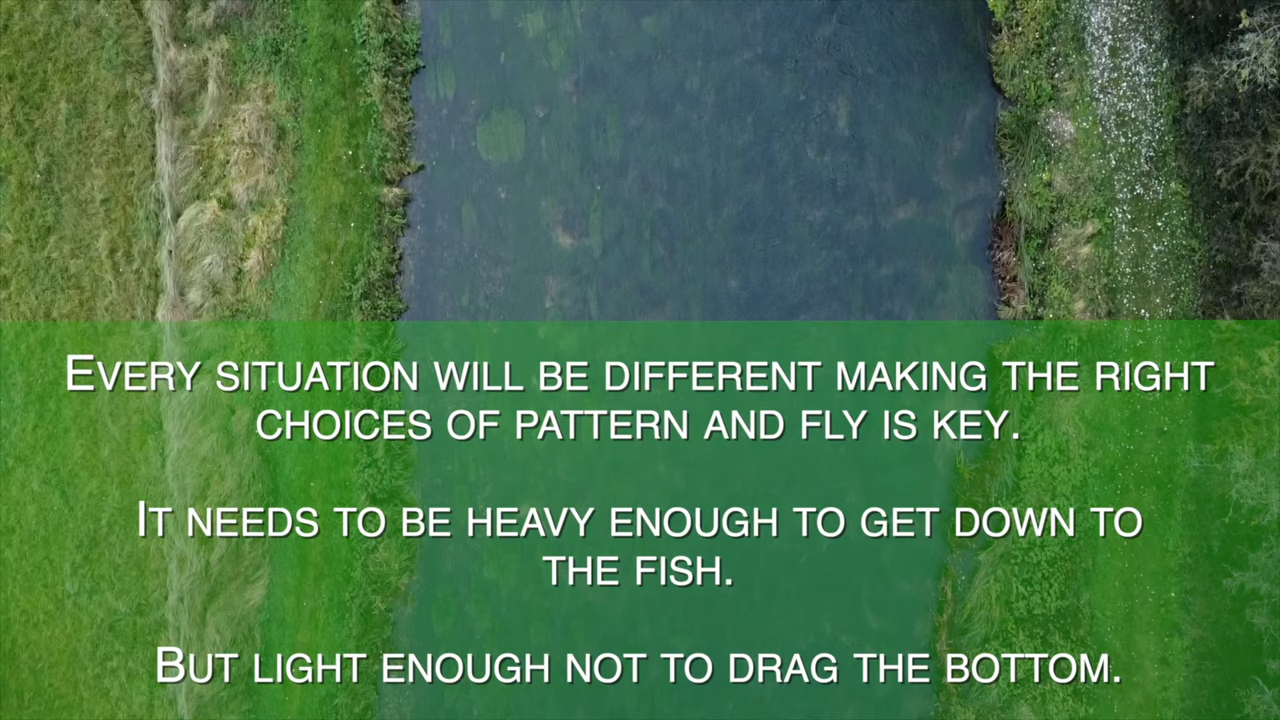 Every situation will be different making the right
choices of pattern and fly is key.
It needs to be heavy enough to get down to
the fish.
But light enough not to drag the bottom.